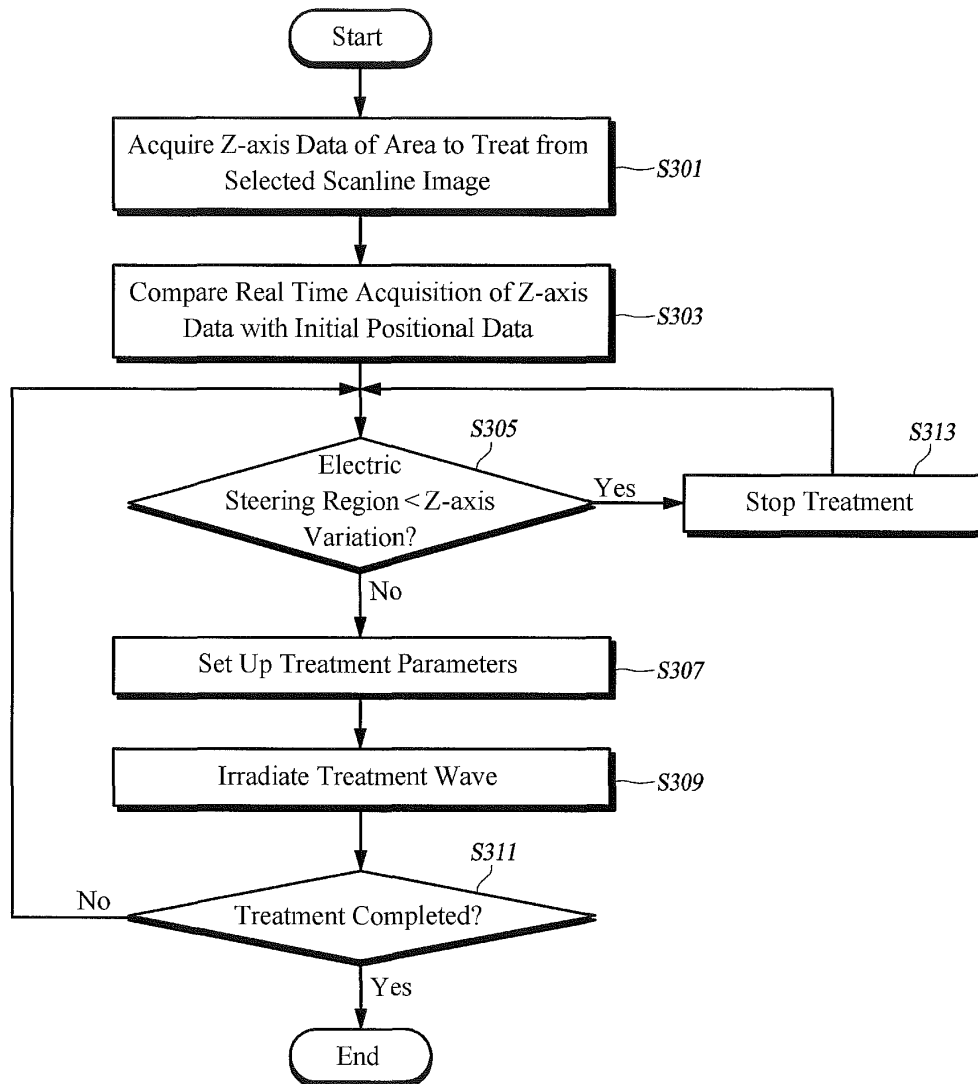 Start
Acquire Z-axis Data of Area to Treat from
Selected Scanline Image
S301
Compare Real Time Acquisition of Z-axis
Data with Initial Positional Data
S303
S305
Electric
Steering Region < Z-axis
Variation?
Yes
S313
Stop Treatment
No
Set Up Treatment Parameters
S307
Irradiate Treatment Wave
S309
S311
No
Treatment Completed?
Yes
End